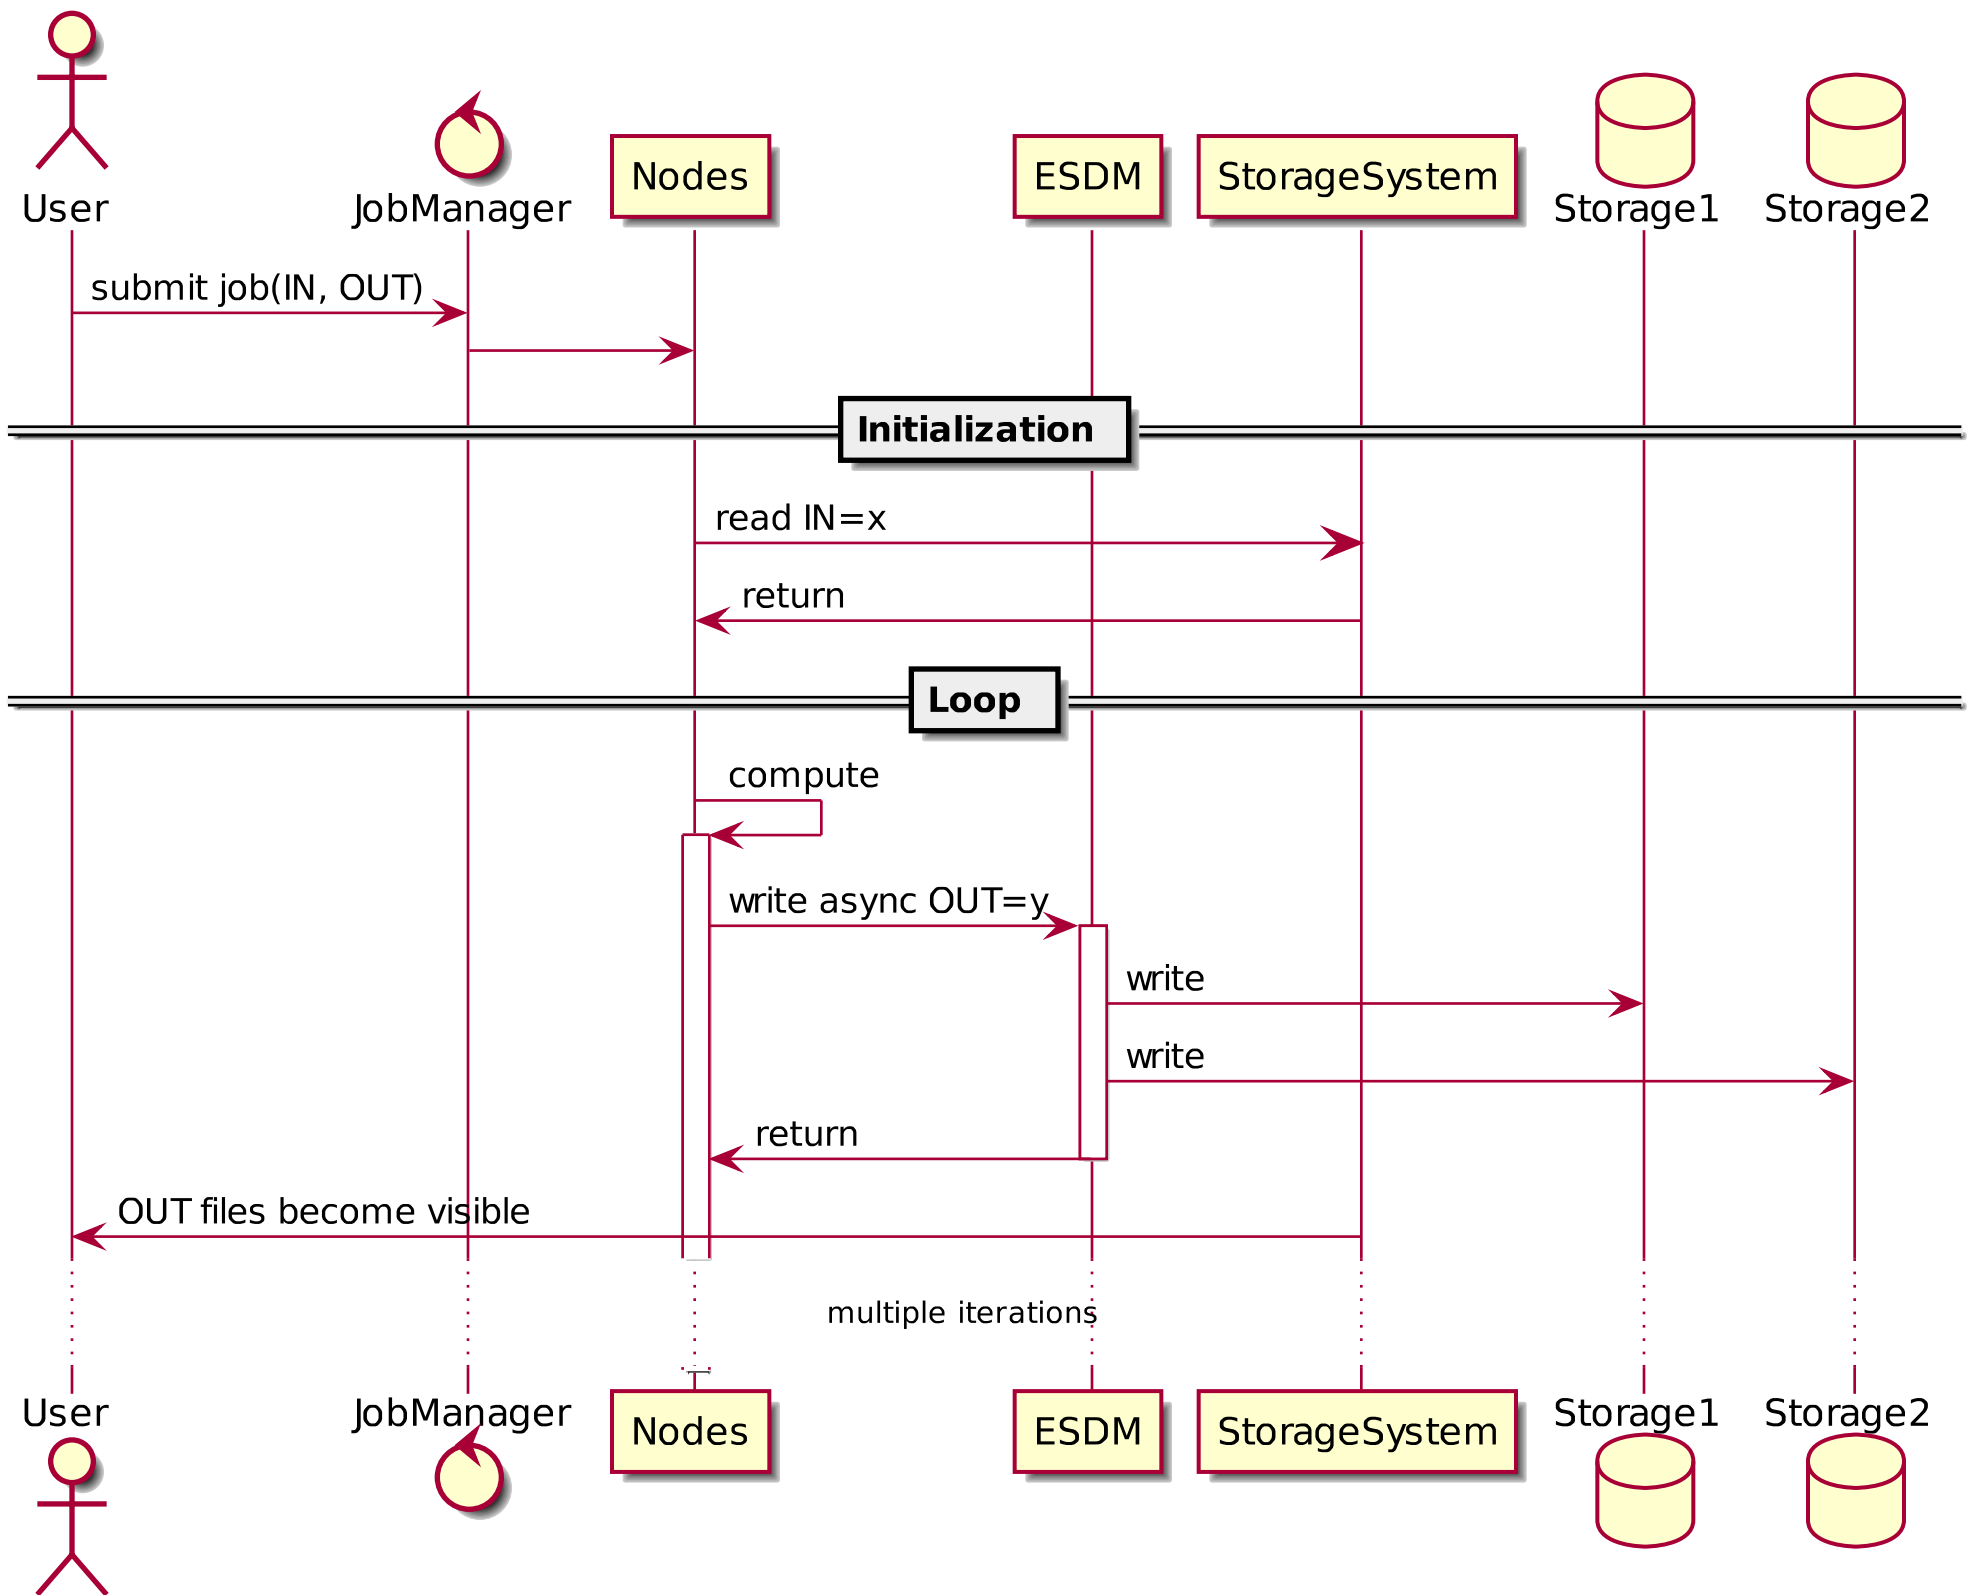 User
JobManager
Nodes
ESDM
StorageSystem
Storage1
Storage2
submit job(IN, OUT)
Initialization
read IN=x
return
Loop
compute
write async OUT=y
write
write
return
OUT files become visible
multiple iterations
User
JobManager
Nodes
ESDM
StorageSystem
Storage1
Storage2